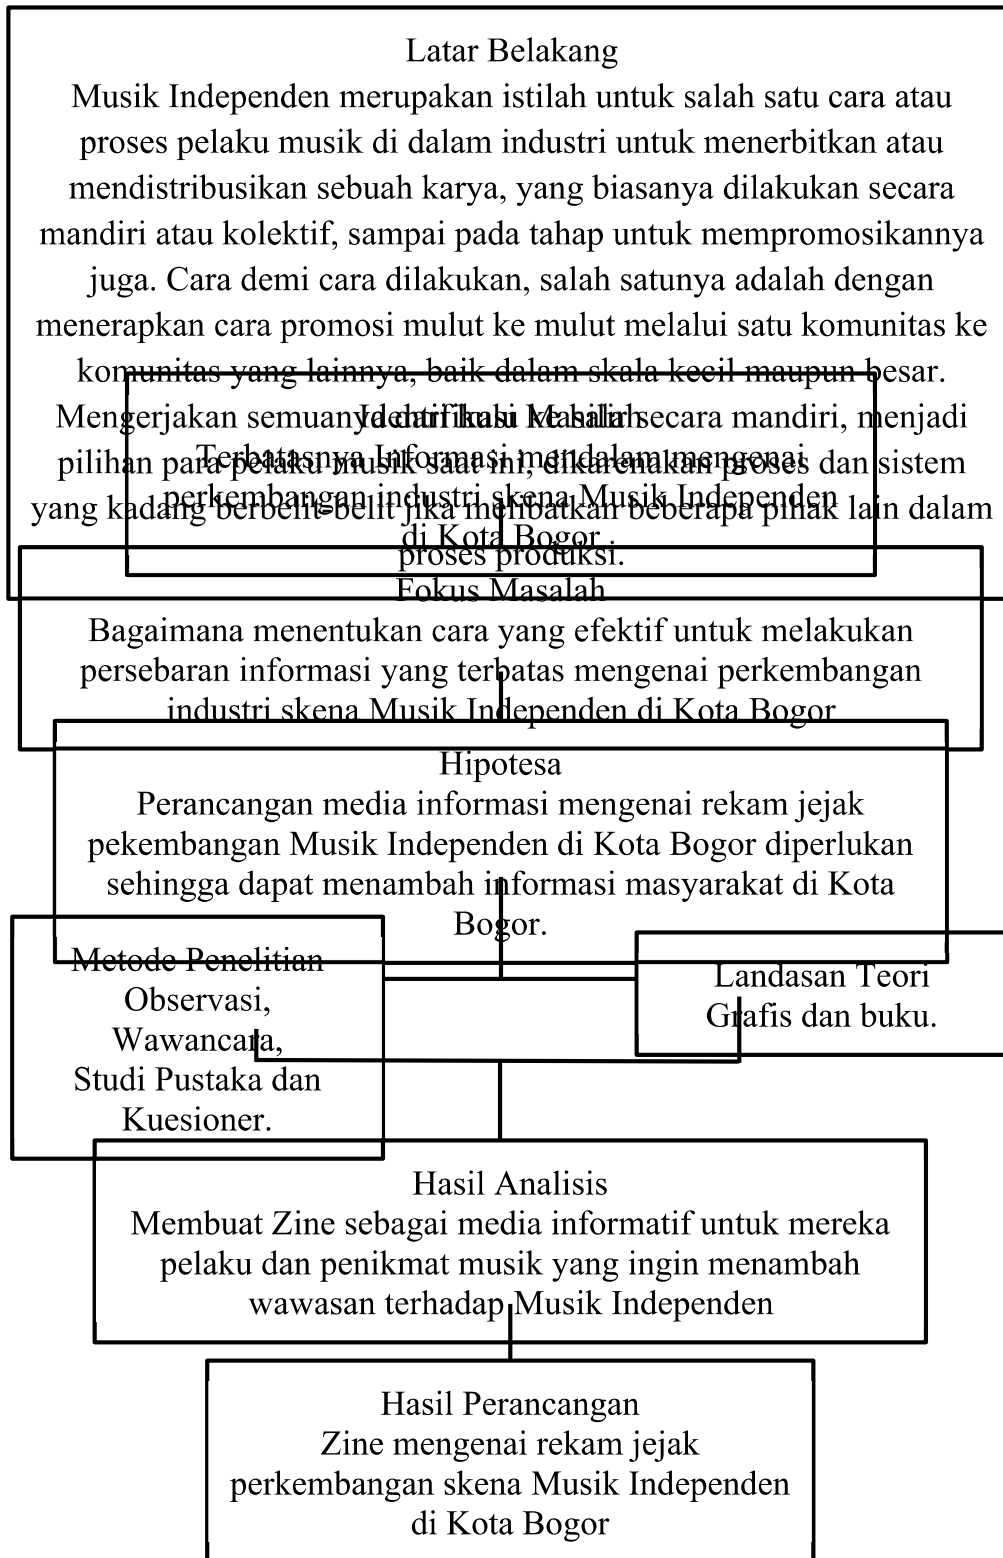 Latar Belakang
Musik Independen merupakan istilah untuk salah satu cara atau
proses pelaku musik di dalam industri untuk menerbitkan atau
mendistribusikan sebuah karya, yang biasanya dilakukan secara
mandiri atau kolektif, sampai pada tahap untuk mempromosikannya
juga. Cara demi cara dilakukan, salah satunya adalah dengan
menerapkan cara promosi mulut ke mulut melalui satu komunitas ke
komunitas yang lainnya, baik dalam skala kecil maupun besar.
Mengerjakan semuanya dari hulu ke hilir secara mandiri, menjadi
pilihan para pelaku musik saat ini, dikarenakan proses dan sistem
yang kadang berbelit-belit jika melibatkan beberapa pihak lain dalam
proses produksi.
Identifikasi Masalah
Terbatasnya Informasi mendalam mengenai
perkembangan industri skena Musik Independen
di Kota Bogor
Fokus Masalah
Bagaimana menentukan cara yang efektif untuk melakukan
persebaran informasi yang terbatas mengenai perkembangan
industri skena Musik Independen di Kota Bogor
Hipotesa
Perancangan media informasi mengenai rekam jejak
pekembangan Musik Independen di Kota Bogor diperlukan
sehingga dapat menambah informasi masyarakat di Kota
Bogor.
Metode Penelitian
Observasi,
Wawancara,
Studi Pustaka dan
Kuesioner.
Landasan Teori
Grafis dan buku.
Hasil Analisis
Membuat Zine sebagai media informatif untuk mereka
pelaku dan penikmat musik yang ingin menambah
wawasan terhadap Musik Independen
Hasil Perancangan
Zine mengenai rekam jejak
perkembangan skena Musik Independen
di Kota Bogor